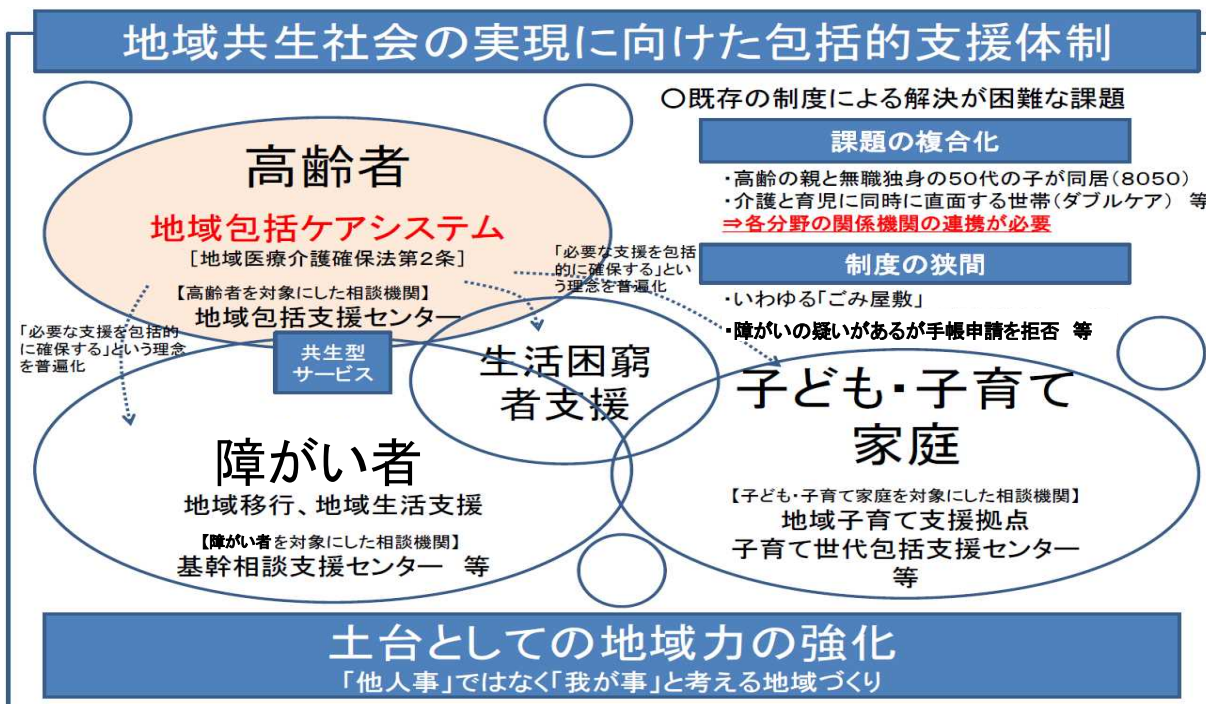 地域共生社会の実現に向けた包括的支援体制
○既存の制度による解決が困難な課題
課題の複合化
・高齢の親と無職独身の50代の子が同居(8050)
・介護と育児に同時に直面する世帯(ダブルケア) 等
⇒各分野の関係機関の連携が必要
制度の狭間
・いわゆる「ごみ屋敷」
・障がいの疑いがあるが手帳申請を拒否 等
高齢者
地域包括ケアシステム
[地域医療介護確保法第2条]
【高齢者を対象にした相談機関】
地域包括支援センター
「必要な支援を包括
的に確保する」とい
う理念を普遍化
「必要な支援を包括的
に確保する」という理念
を普遍化
共生型
サービス
生活困窮
者支援
障がい者
地域移行、地域生活支援
【障がい者を対象にした相談機関】
基幹相談支援センター 等
子ども・子育て
家庭
【子ども・子育て家庭を対象にした相談機関】
地域子育て支援拠点
子育て世代包括支援センター
等
土台としての地域力の強化
「他人事」ではなく「我が事」と考える地域づくり